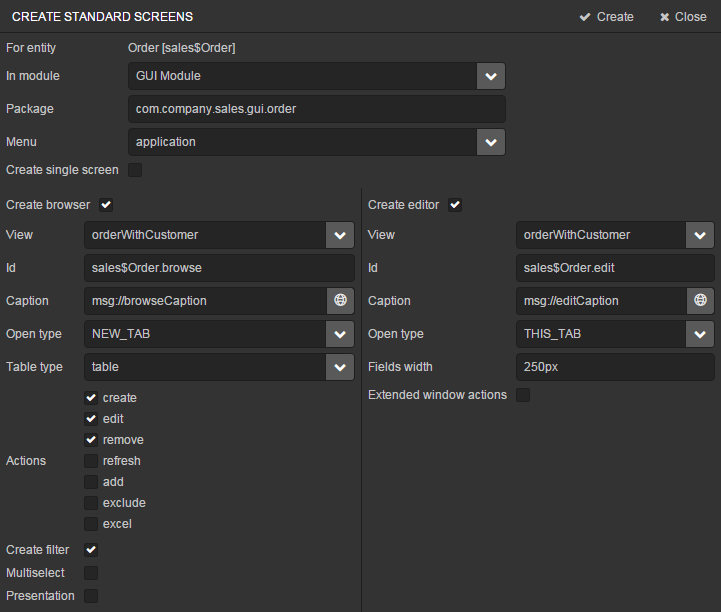 CREATE STANDARD SCREENS Create Close
For entity Order [sales$Order]
In module GUI Module
Package com.company.sales.gui.order
Menu application
Create single screen
Create browser
View orderWithCustomer
Id sales$Order.browse
Caption msg://browseCaption
Open type NEW_TAB
Table type table
Actions
create
edit
remove
refresh
add
exclude
excel
Create filter
Multiselect
Presentation
Create editor
View orderWithCustomer
Id sales$Order.edit
Caption msg://editCaption
Open type THIS_TAB
Fields width 250px
Extended window actions